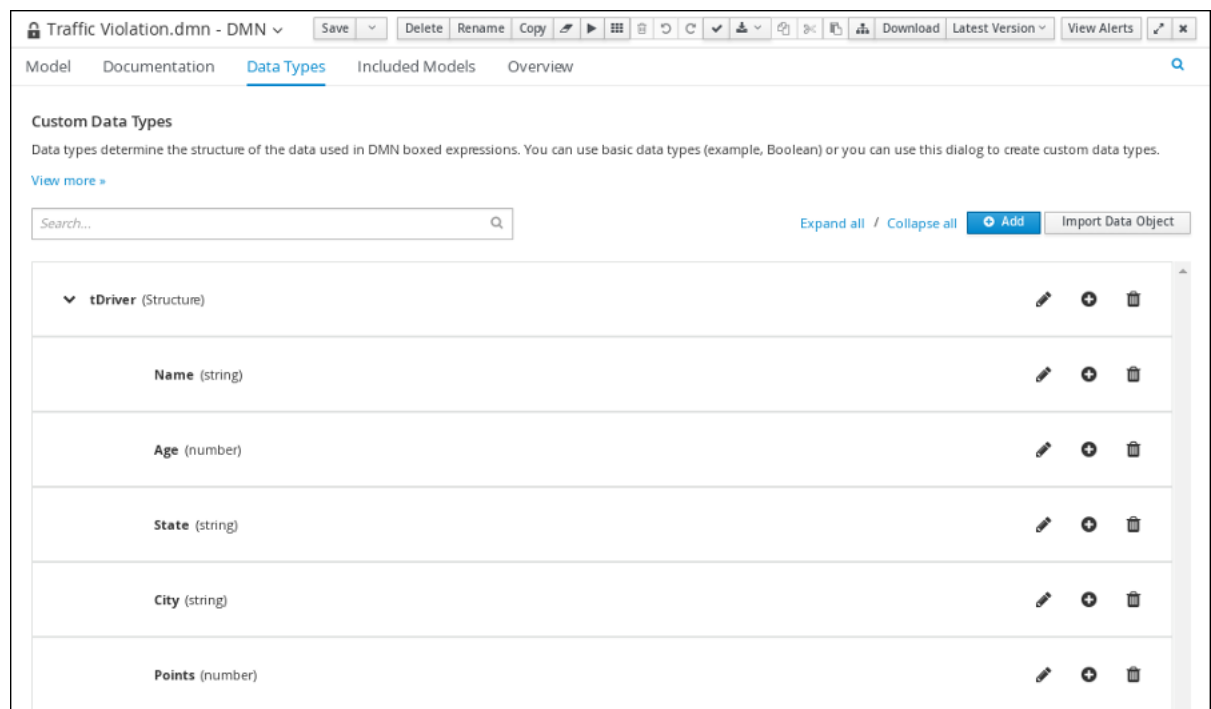 Traffic Violation.dmn - DMN
Save Delete Rename Copy Download Latest Version View Alerts
Model Documentation Data Types Included Models Overview
Custom Data Types
Data types determine the structure of the data used in DMN boxed expressions. You can use basic data types (example, Boolean) or you can use this dialog to create custom data types.
View more »
Search... Expand all / Collapse all Add Import Data Object
tDriver (Structure)
Name (string)
Age (number)
State (string)
City (string)
Points (number)